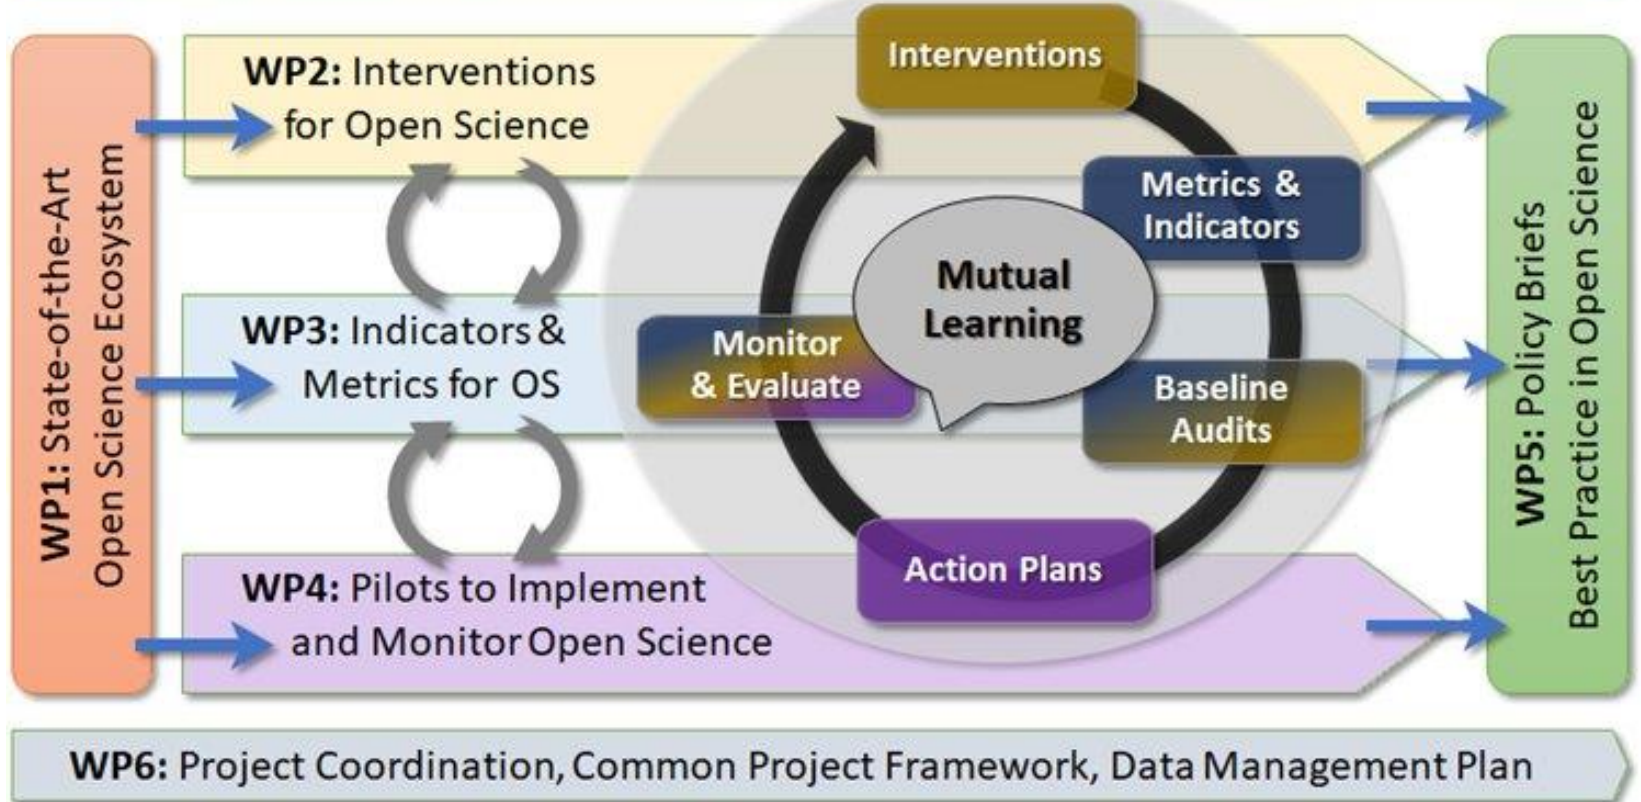 WP1: State-of-the-Art
Open Science Ecosystem
WP2: Interventions
for Open Science
WP3: Indicators &
Metrics for OS
WP4: Pilots to Implement
and Monitor Open Science
Interventions
Metrics &
Indicators
Mutual
Learning
Monitor
& Evaluate
Baseline
Audits
Action Plans
WP5: Policy Briefs
Best Practice in Open Science
WP6: Project Coordination, Common Project Framework, Data Management Plan